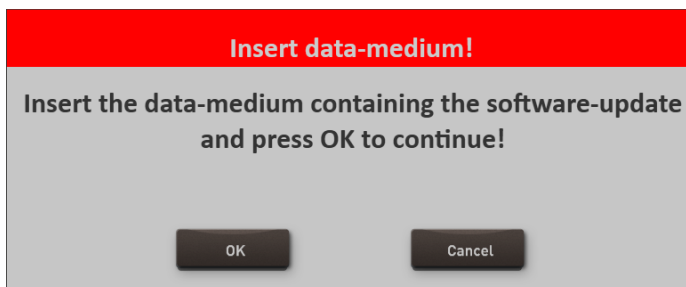 Insert data-medium!
Insert the data-medium containing the software-update
and press OK to continue!
OK
Cancel